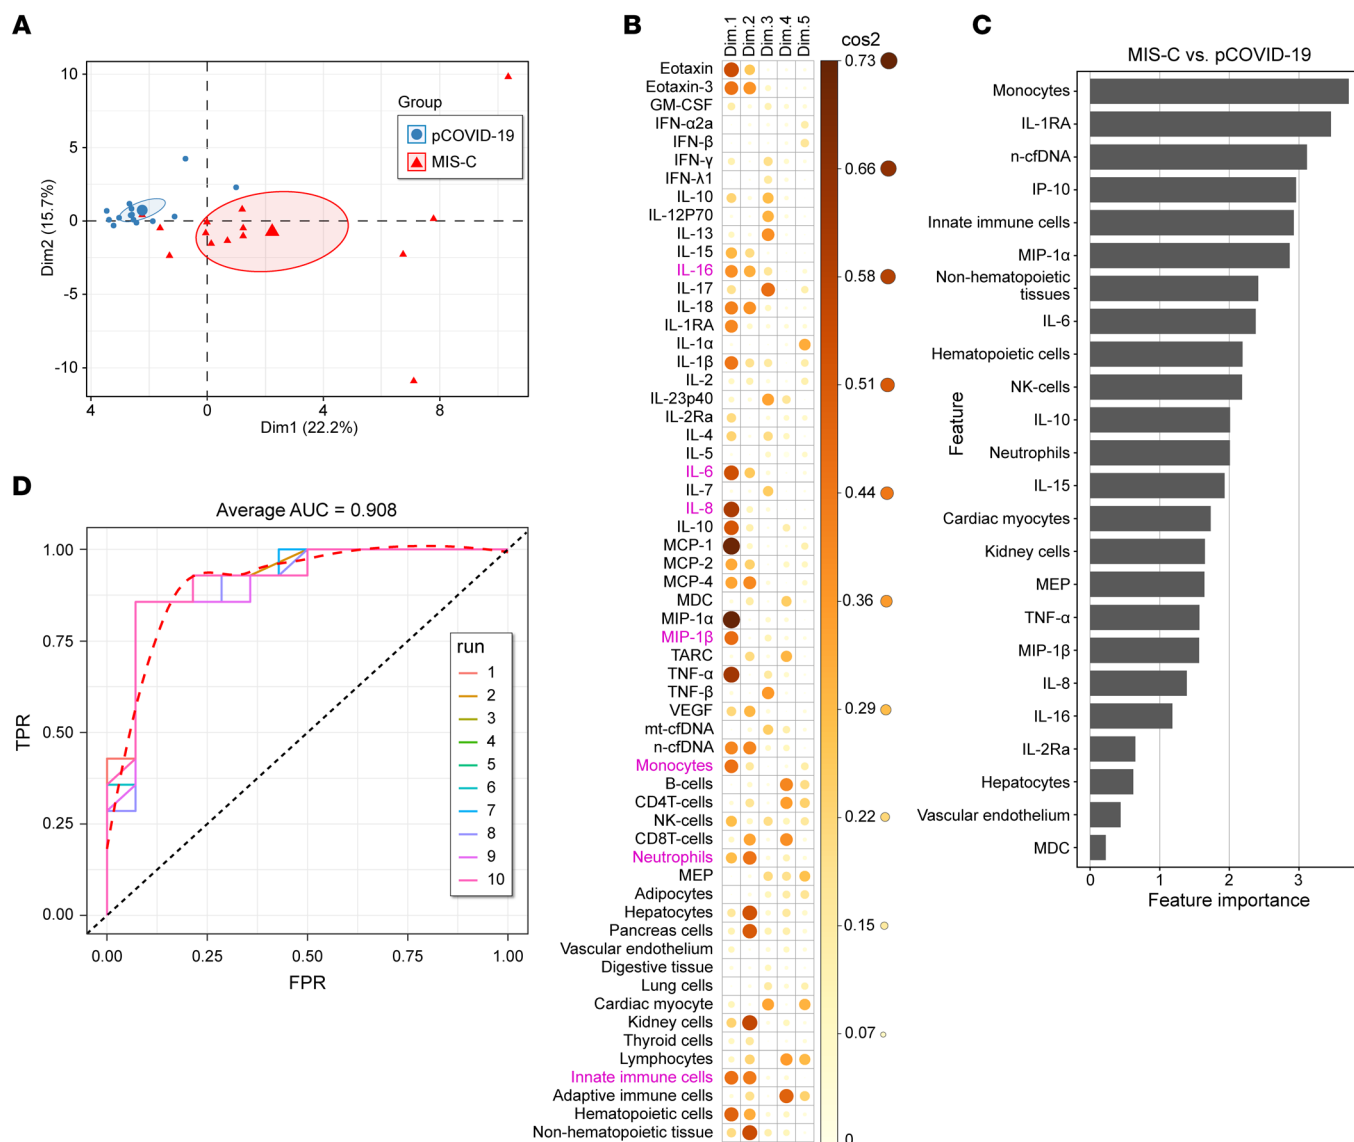 A
10
5
0
-5
-10
4
0
4
8
Dim2 (15.7%)
Dim1 (22.2%)
Group
pCOVID-19
MIS-C
B
Dim.1
Dim.2
Dim.3
Dim.4
Dim.5
Eotaxin
Eotaxin-3
GM-CSF
IFN-α2a
IFN-β
IFN-γ
IFN-λ1
IL-10
IL-12P70
IL-13
IL-15
IL-16
IL-17
IL-18
IL-1RA
IL-1α
IL-1β
IL-2
IL-23p40
IL-2Ra
IL-4
IL-5
IL-6
IL-7
IL-8
IL-10
MCP-1
MCP-2
MCP-4
MDC
MIP-1α
MIP-1β
TARC
TNF-α
TNF-β
VEGF
mt-cfDNA
n-cfDNA
Monocytes
B-cells
CD4T-cells
NK-cells
CD8T-cells
Neutrophils
MEP
Adipocytes
Hepatocytes
Pancreas cells
Vascular endothelium
Digestive tissue
Lung cells
Cardiac myocyte
Kidney cells
Thyroid cells
Lymphocytes
Innate immune cells
Adaptive immune cells
Hematopoietic cells
Non-hematopoietic tissue
cos2
0.73
0.66
0.58
0.51
0.44
0.36
0.29
0.22
0.15
0.07
0
C
MIS-C vs. pCOVID-19
Monocytes
IL-1RA
n-cfDNA
IP-10
Innate immune cells
MIP-1α
Non-hematopoietic
tissues
IL-6
Hematopoietic cells
NK-cells
IL-10
Neutrophils
IL-15
Cardiac myocytes
Kidney cells
MEP
TNF-α
MIP-1β
IL-8
IL-16
IL-2Ra
Hepatocytes
Vascular endothelium
MDC
Feature
0
1
2
3
Feature importance
D
Average AUC = 0.908
1.00
0.75
0.50
0.25
0.00
TPR
0.00
0.25
0.50
0.75
1.00
FPR
run
1
2
3
4
5
6
7
8
9
10